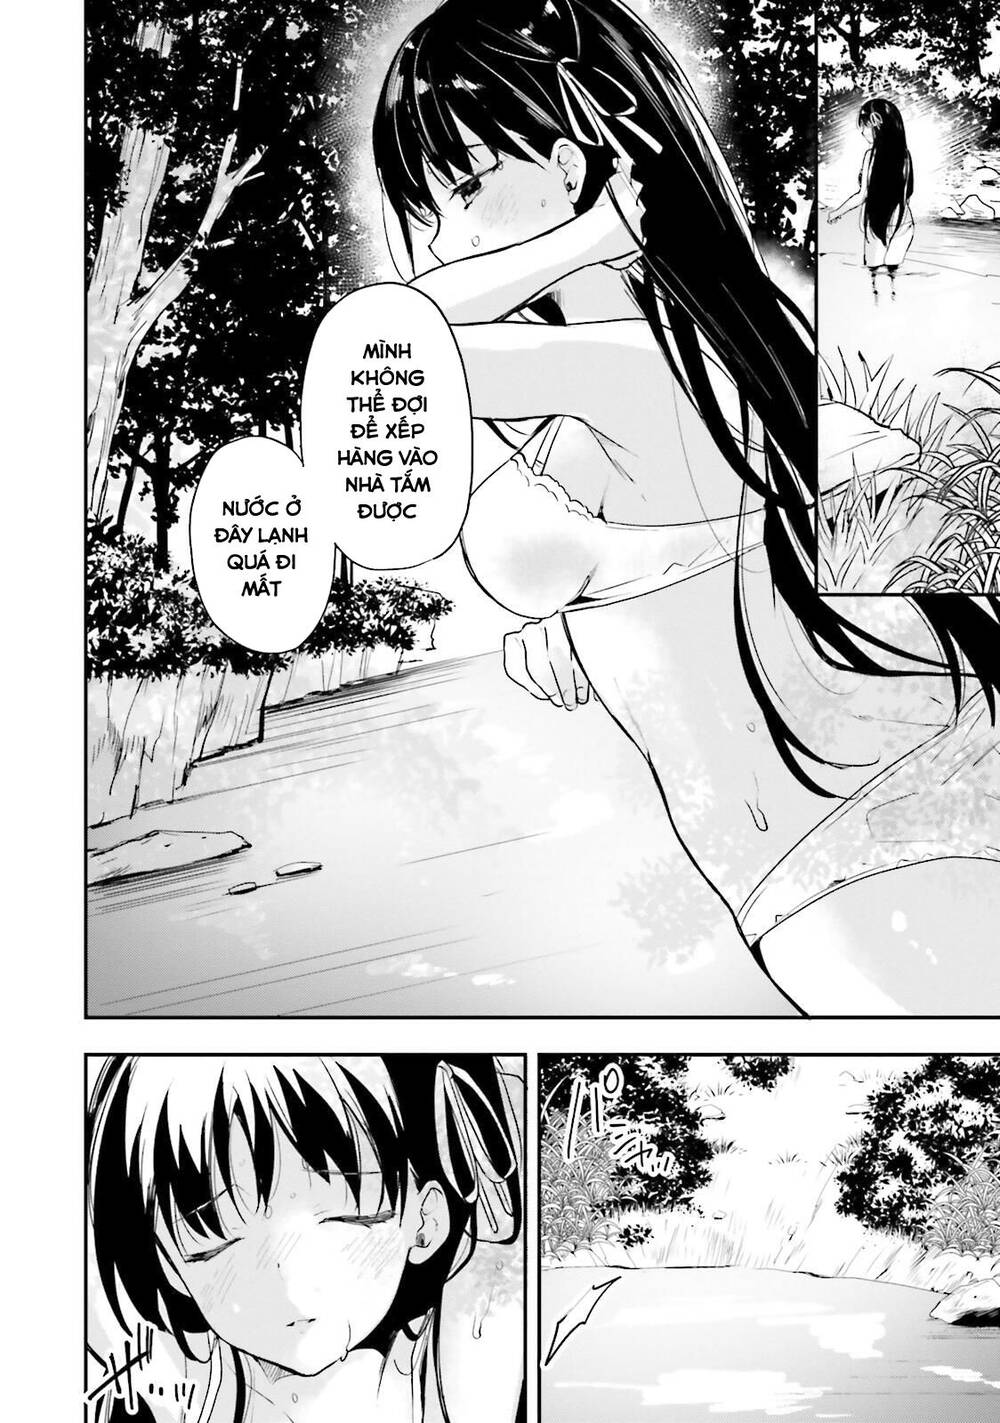 MÌNH
KHÔNG
THỂ ĐỢI
ĐỂ XẾP
HÀNG VÀO
NHÀ TẮM
ĐƯỢC
NƯỚC Ở
ĐÂY LẠNH
QUÁ ĐI
MẤT